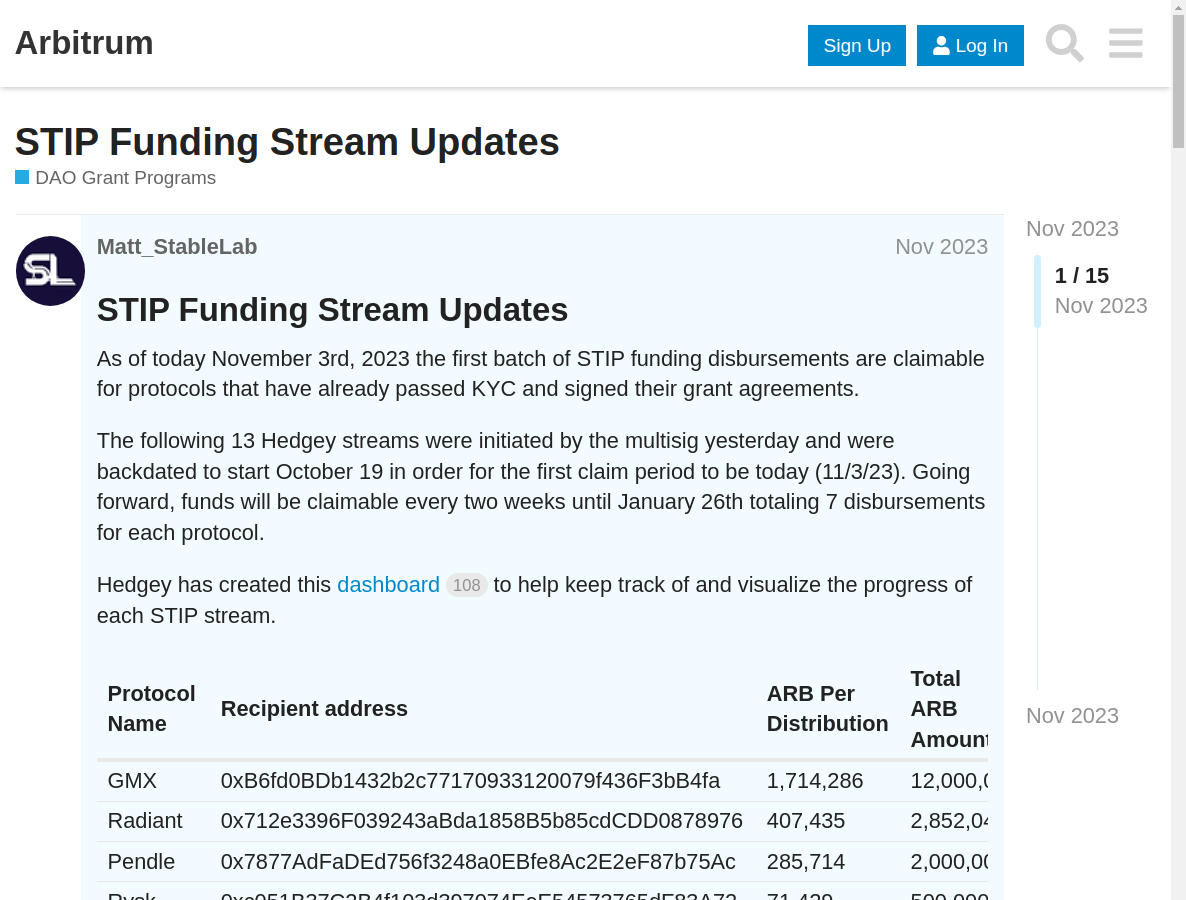 Arbitrum
Sign Up
Log In
STIP Funding Stream Updates
DAO Grant Programs
Matt_StableLab
Nov 2023
Nov 2023
1 / 15
Nov 2023
SL
STIP Funding Stream Updates
As of today November 3rd, 2023 the first batch of STIP funding disbursements are claimable
for protocols that have already passed KYC and signed their grant agreements.
The following 13 Hedgey streams were initiated by the multisig yesterday and were
backdated to start October 19 in order for the first claim period to be today (11/3/23). Going
forward, funds will be claimable every two weeks until January 26th totaling 7 disbursements
for each protocol.
Hedgey has created this dashboard 108 to help keep track of and visualize the progress of
each STIP stream.
Protocol Name
Recipient address
ARB Per Distribution
Total ARB Amount
GMX 0xB6fd0BDb1432b2c77170933120079f436F3bB4fa 1,714,286 12,000,0
Radiant 0x712e3396F039243aBda1858B5b85cdCDD0878976 407,435 2,852,04
Pendle 0x7877AdFaDEd756f3248a0EBfe8Ac2E2eF87b75Ac 285,714 2,000,00
Nov 2023